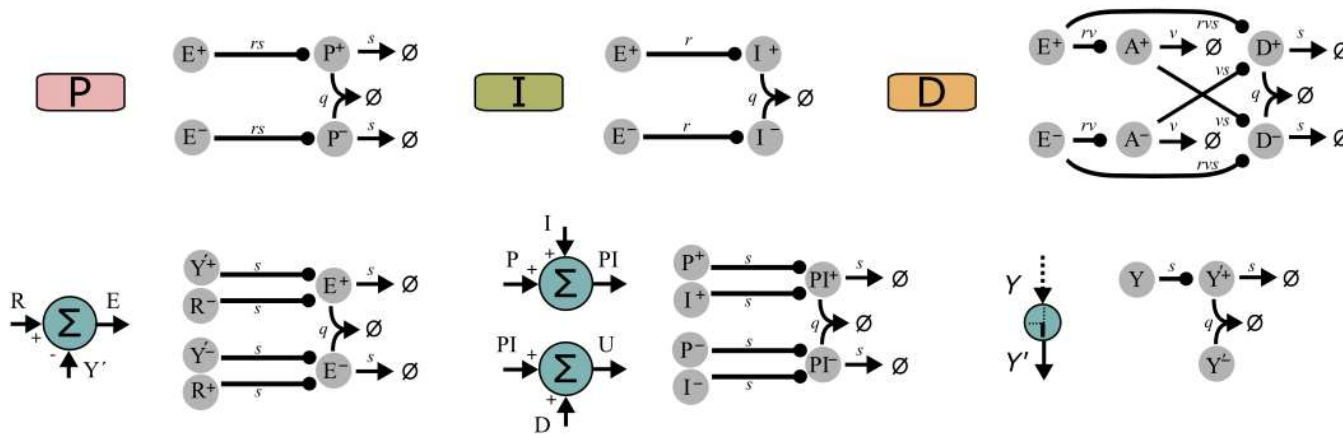 P
E⁺ rs P⁺ s ∅
q ∅
E⁻ rs P⁻ s ∅
I
E⁺ r I⁺
q ∅
E⁻ r I⁻
D
rvs
E⁺ rv A⁺ v ∅ D⁺ s ∅
vs
q ∅
vs
E⁻ rv A⁻ v ∅ D⁻ s ∅
rvs
R + Σ E
- Y´
Y'⁺ s E⁺ s ∅
R⁻ s
q ∅
Y'⁻ s
R⁺ s E⁻ s ∅
I
P + + Σ PI
PI + Σ U
+
D
P⁺ s PI⁺ s ∅
I⁺ s
q ∅
P⁻ s PI⁻ s ∅
I⁻ s
Y
Y'
Y s Y'⁺ s ∅
q ∅
Y'⁻